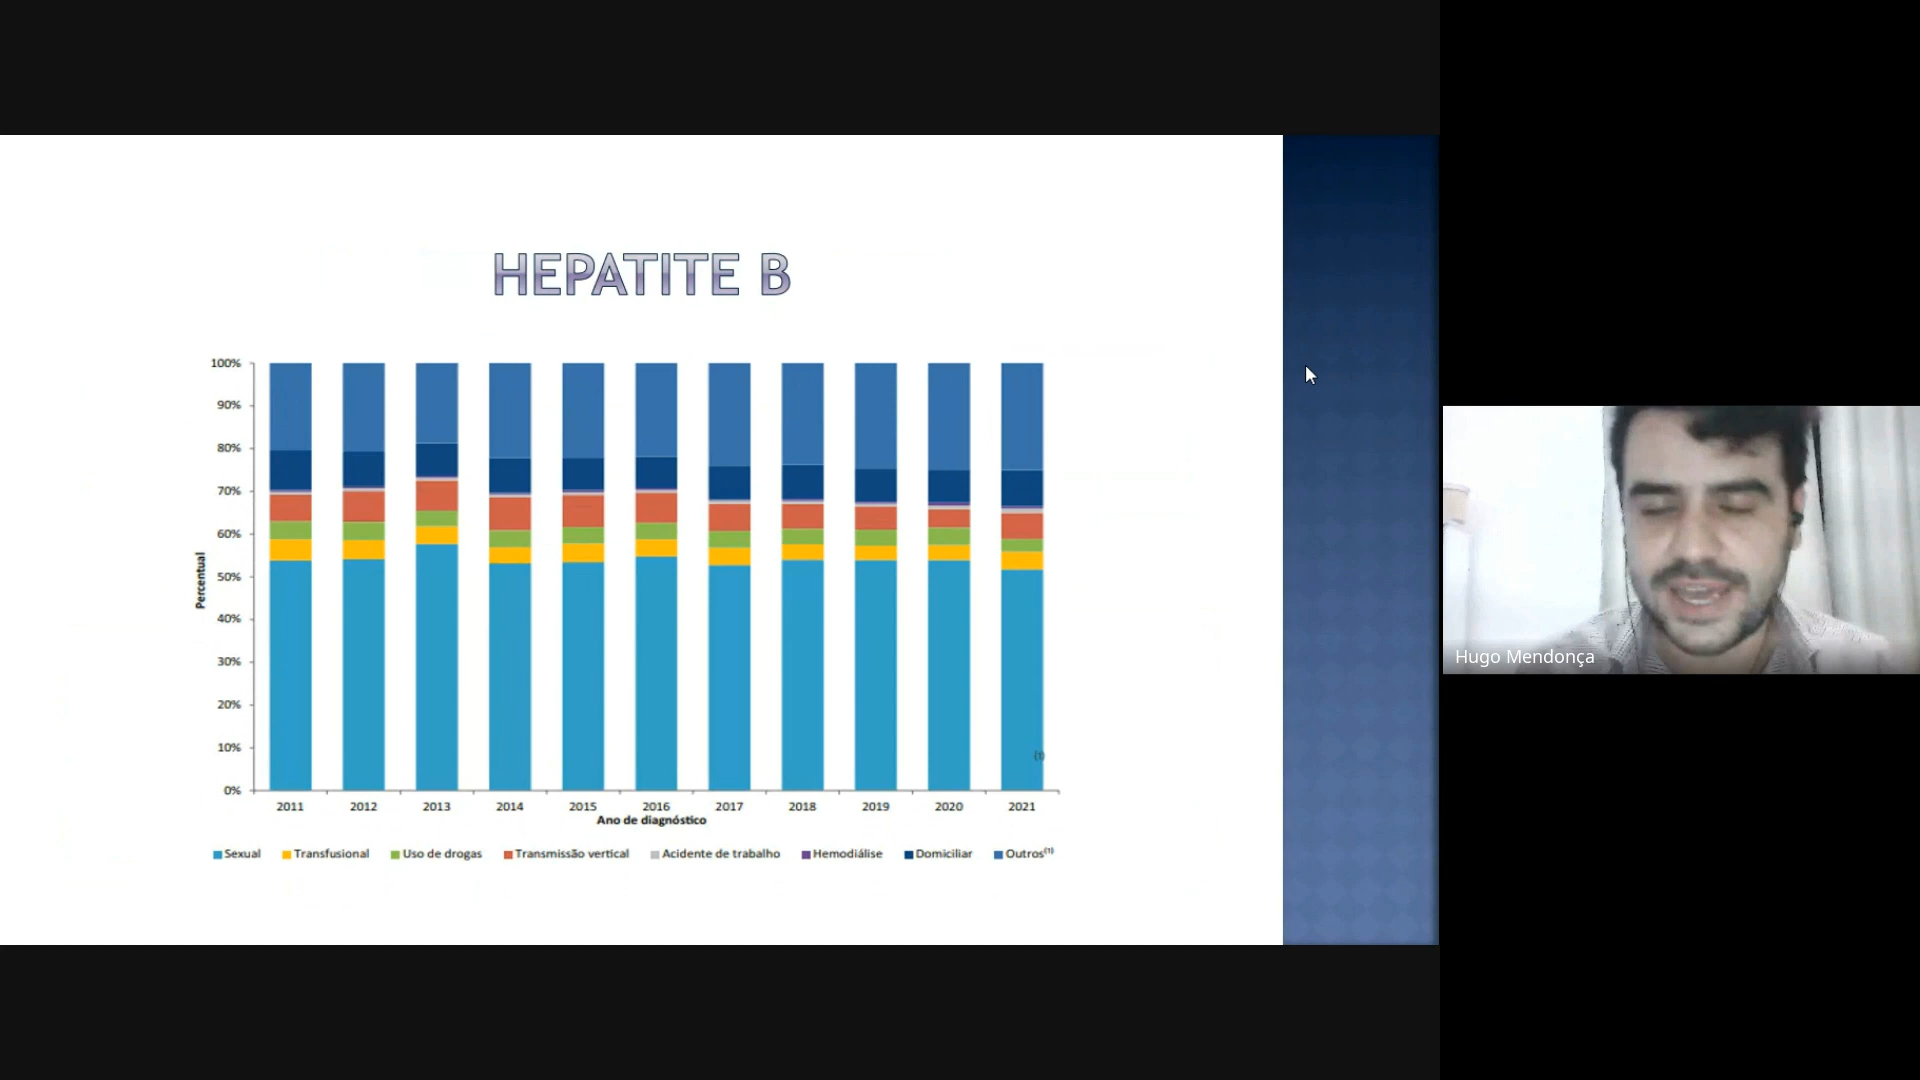 HEPATITE B
100%
90%
80%
70%
60%
50%
40%
30%
20%
10%
0%
Percentual
(1)
2011 2012 2013 2014 2015 2016 2017 2018 2019 2020 2021
Ano de diagnóstico
Sexual Transfusional Uso de drogas Transmissão vertical Acidente de trabalho Hemodiálise Domiciliar Outros(1)
Hugo Mendonça